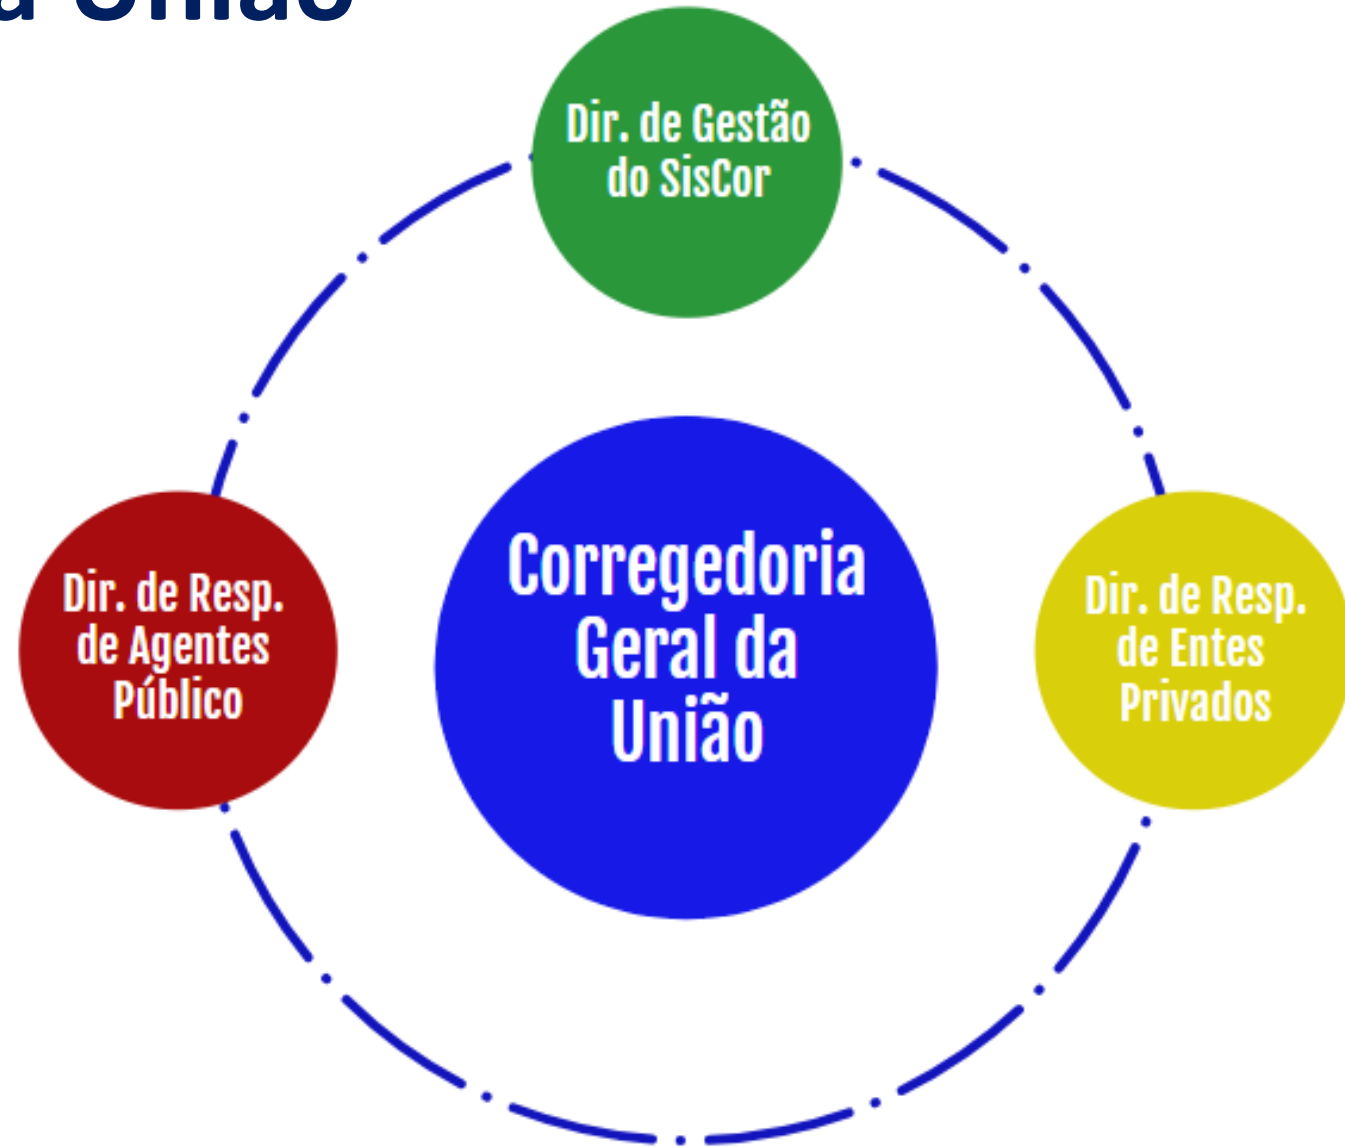 a União
Dir. de Gestão
do SisCor
Corregedoria
Geral da
União
Dir. de Resp.
de Agentes
Público
Dir. de Resp.
de Entes
Privados